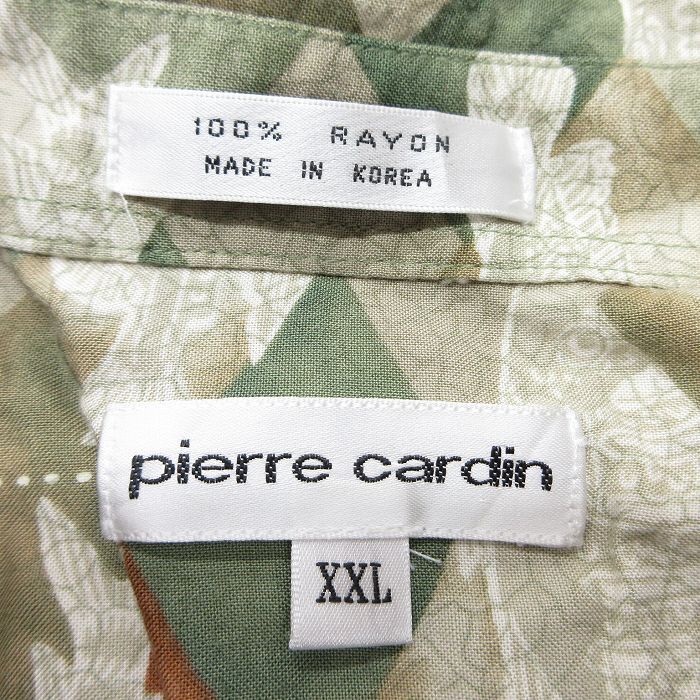 100% RAYON
MADE IN KOREA
pierre cardin
XXL